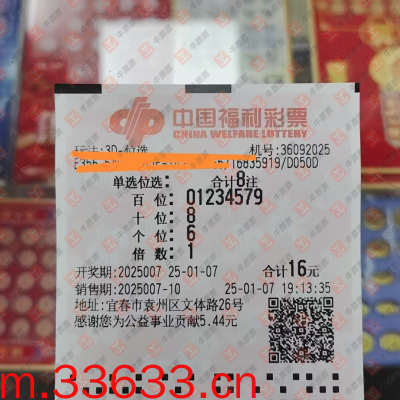 中国福利彩票
CHINA WELFARE LOTTERY
玩法:3D-位选 机号:36092025
16835919/D050D
单选位选: 合计8注
百 位: 01234579
十 位: 8
个 位: 6
倍 数: 1
开奖期:2025007 25-01-07 合计16元
销售期:2025007-10 25-01-07 19:13:35
地址:宜春市袁州区文体路26号
感谢您为公益事业贡献5.44元
m.33633.cn